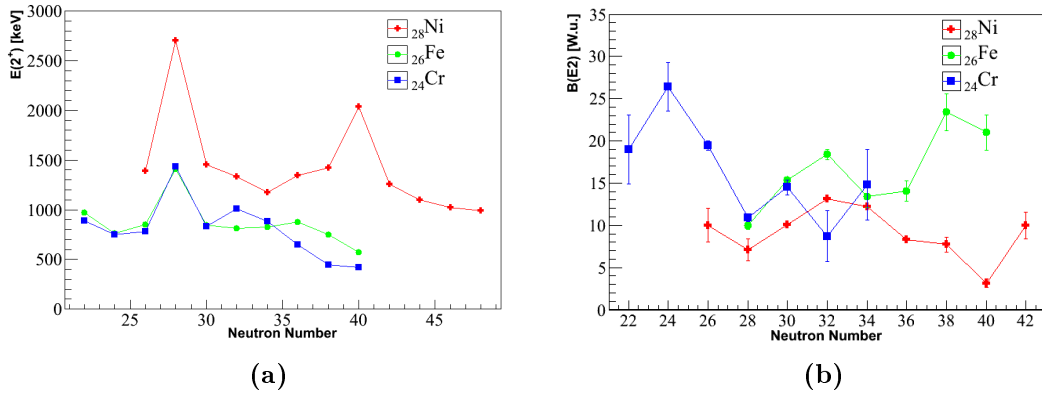 E(2⁺) [keV]
3000
2500
2000
1500
1000
500
0
₂₈Ni
₂₆Fe
₂₄Cr
25 30 35 40 45
Neutron Number
(a)
B(E2) [W.u.]
35
30
25
20
15
10
5
0
₂₈Ni
₂₆Fe
₂₄Cr
22 24 26 28 30 32 34 36 38 40 42
Neutron Number
(b)